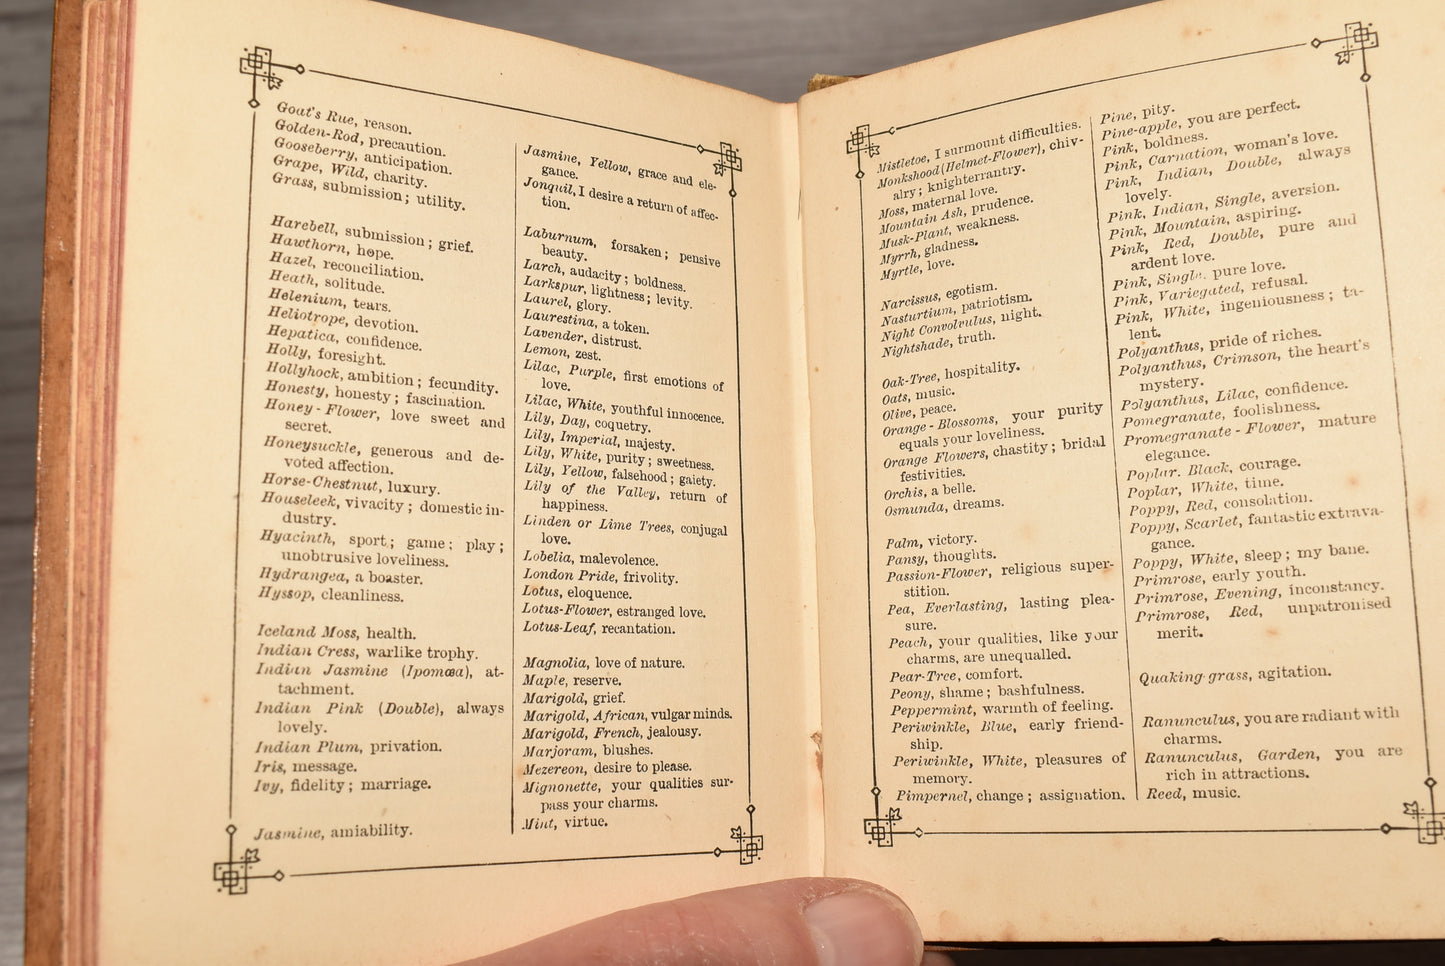 Goat's Rue, reason.
Golden-Rod, precaution.
Gooseberry, anticipation.
Grape, Wild, charity.
Grass, submission; utility.
Harebell, submission; grief.
Hawthorn, hope.
Hazel, reconciliation.
Heath, solitude.
Helenium, tears.
Heliotrope, devotion.
Hepatica, confidence.
Holly, foresight.
Hollyhock, ambition; fecundity.
Honesty, honesty; fascination.
Honey-Flower, love sweet and
secret.
Honeysuckle, generous and de-
voted affection.
Horse-Chestnut, luxury.
Houseleek, vivacity; domestic in-
dustry.
Hyacinth, sport; game; play;
unobtrusive loveliness.
Hydrangea, a boaster.
Hyssop, cleanliness.
Iceland Moss, health.
Indian Cress, warlike trophy.
Indian Jasmine (Ipomœa), at-
tachment.
Indian Pink (Double), always
lovely.
Indian Plum, privation.
Iris, message.
Ivy, fidelity; marriage.
Jasmine, amiability.
Jasmine, Yellow, grace and ele-
gance.
Jonquil, I desire a return of affec-
tion.
Laburnum, forsaken; pensive
beauty.
Larch, audacity; boldness.
Larkspur, lightness; levity.
Laurel, glory.
Laurestina, a token.
Lavender, distrust.
Lemon, zest.
Lilac, Purple, first emotions of
love.
Lilac, White, youthful innocence.
Lily, Day, coquetry.
Lily, Imperial, majesty.
Lily, White, purity; sweetness.
Lily, Yellow, falsehood; gaiety.
Lily of the Valley, return of
happiness.
Linden or Lime Trees, conjugal
love.
Lobelia, malevolence.
London Pride, frivolity.
Lotus, eloquence.
Lotus-Flower, estranged love.
Lotus-Leaf, recantation.
Magnolia, love of nature.
Maple, reserve.
Marigold, grief.
Marigold, African, vulgar minds.
Marigold, French, jealousy.
Marjoram, blushes.
Mezereon, desire to please.
Mignonette, your qualities sur-
pass your charms.
Mint, virtue.
Mistletoe, I surmount difficulties.
Monkshood (Helmet-Flower), chiv-
alry; knighterrantry.
Moss, maternal love.
Mountain Ash, prudence.
Musk-Plant, weakness.
Myrrh, gladness.
Myrtle, love.
Narcissus, egotism.
Nasturtium, patriotism.
Night Convolvulus, night.
Nightshade, truth.
Oak-Tree, hospitality.
Oats, music.
Olive, peace.
Orange-Blossoms, your purity
equals your loveliness.
Orange Flowers, chastity; bridal
festivities.
Orchis, a belle.
Osmunda, dreams.
Palm, victory.
Pansy, thoughts.
Passion-Flower, religious super-
stition.
Pea, Everlasting, lasting plea-
sure.
Peach, your qualities, like your
charms, are unequalled.
Pear-Tree, comfort.
Peony, shame; bashfulness.
Peppermint, warmth of feeling.
Periwinkle, Blue, early friend-
ship.
Periwinkle, White, pleasures of
memory.
Pimpernel, change; assignation.
Pine, pity.
Pine-apple, you are perfect.
Pink, boldness.
Pink, Carnation, woman's love.
Pink, Indian, Double, always
lovely.
Pink, Indian, Single, aversion.
Pink, Mountain, aspiring.
Pink, Red, Double, pure and
ardent love.
Pink, Single, pure love.
Pink, Variegated, refusal.
Pink, White, ingeniousness; ta-
lent.
Polyanthus, pride of riches.
Polyanthus, Crimson, the heart's
mystery.
Polyanthus, Lilac, confidence.
Pomegranate, foolishness.
Promegranate-Flower, mature
elegance.
Poplar. Black, courage.
Poplar, White, time.
Poppy, Red, consolation.
Poppy, Scarlet, fantastic extrava-
gance.
Poppy, White, sleep; my bane.
Primrose, early youth.
Primrose, Evening, inconstancy.
Primrose, Red, unpatronised
merit.
Quaking-grass, agitation.
Ranunculus, you are radiant with
charms.
Ranunculus, Garden, you are
rich in attractions.
Reed, music.